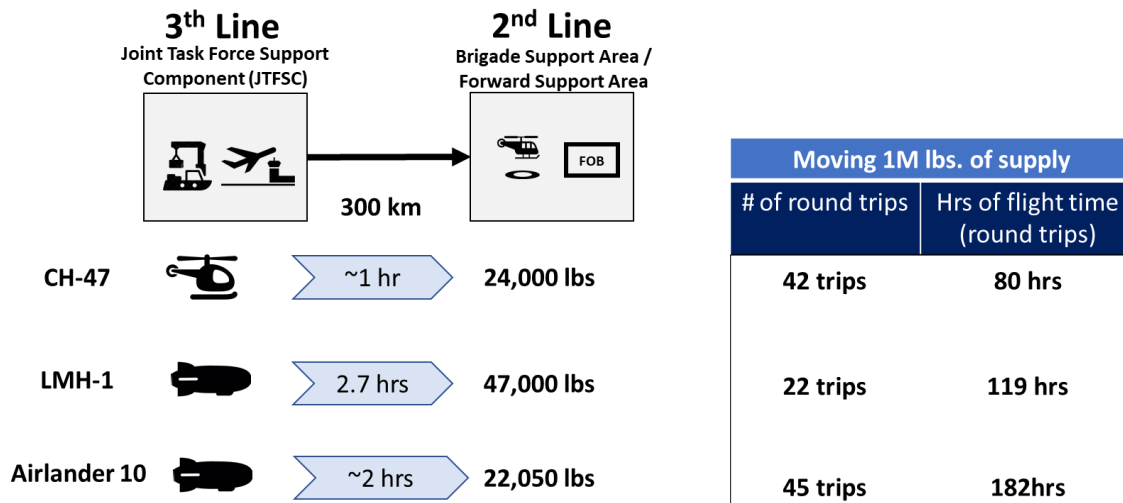 3th Line
Joint Task Force Support
Component (JTFSC)
2nd Line
Brigade Support Area /
Forward Support Area
FOB
300 km
CH-47
~1 hr
24,000 lbs
LMH-1
2.7 hrs
47,000 lbs
Airlander 10
~2 hrs
22,050 lbs
Moving 1M lbs. of supply
# of round trips
Hrs of flight time
(round trips)
42 trips
80 hrs
22 trips
119 hrs
45 trips
182hrs